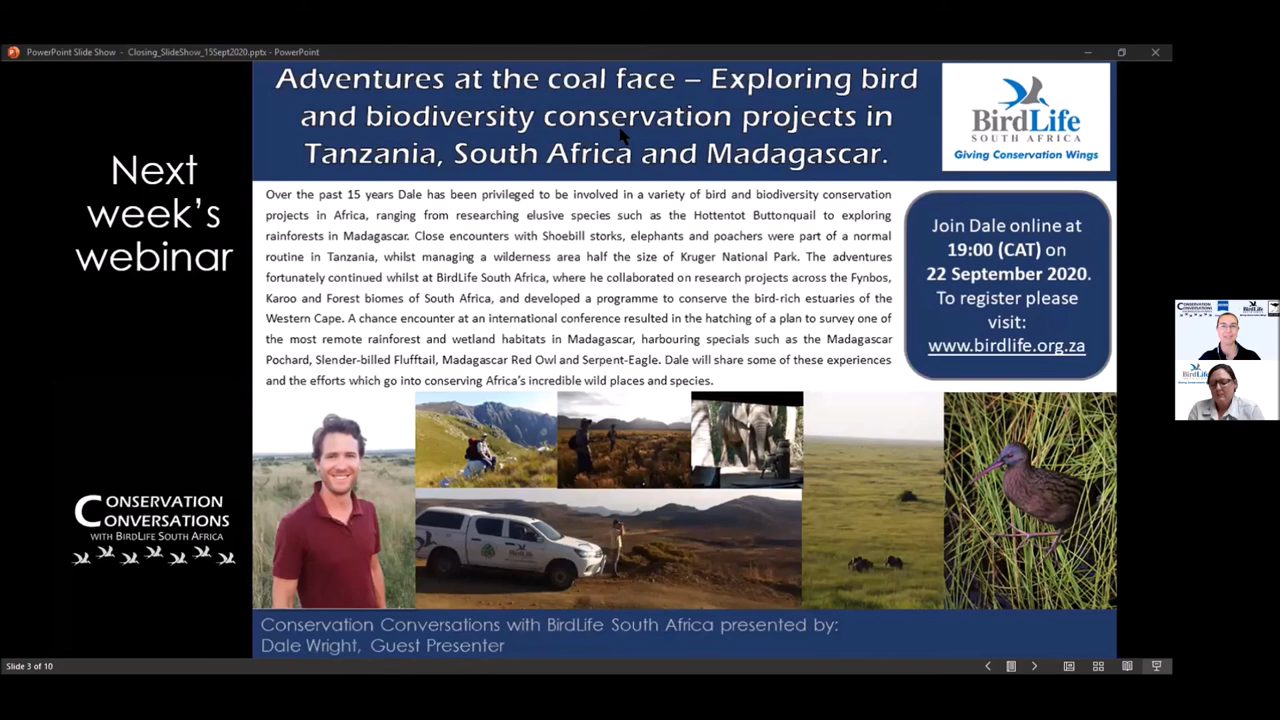 PowerPoint Slide Show - Closing_SlideShow_15Sept2020.pptx - PowerPoint
Next
week's
webinar
CONSERVATION
CONVERSATIONS
WITH BIRDLIFE SOUTH AFRICA
Adventures at the coal face – Exploring bird
and biodiversity conservation projects in
Tanzania, South Africa and Madagascar.
BirdLife
SOUTH AFRICA
Giving Conservation Wings
Over the past 15 years Dale has been privileged to be involved in a variety of bird and biodiversity conservation
projects in Africa, ranging from researching elusive species such as the Hottentot Buttonquail to exploring
rainforests in Madagascar. Close encounters with Shoebill storks, elephants and poachers were part of a normal
routine in Tanzania, whilst managing a wilderness area half the size of Kruger National Park. The adventures
fortunately continued whilst at BirdLife South Africa, where he collaborated on research projects across the Fynbos,
Karoo and Forest biomes of South Africa, and developed a programme to conserve the bird-rich estuaries of the
Western Cape. A chance encounter at an international conference resulted in the hatching of a plan to survey one of
the most remote rainforest and wetland habitats in Madagascar, harbouring specials such as the Madagascar
Pochard, Slender-billed Flufftail, Madagascar Red Owl and Serpent-Eagle. Dale will share some of these experiences
and the efforts which go into conserving Africa's incredible wild places and species.
Join Dale online at
19:00 (CAT) on
22 September 2020.
To register please
visit:
www.birdlife.org.za
BirdLife
Conservation Conversations with BirdLife South Africa presented by:
Dale Wright, Guest Presenter
Slide 3 of 10
BirdLife